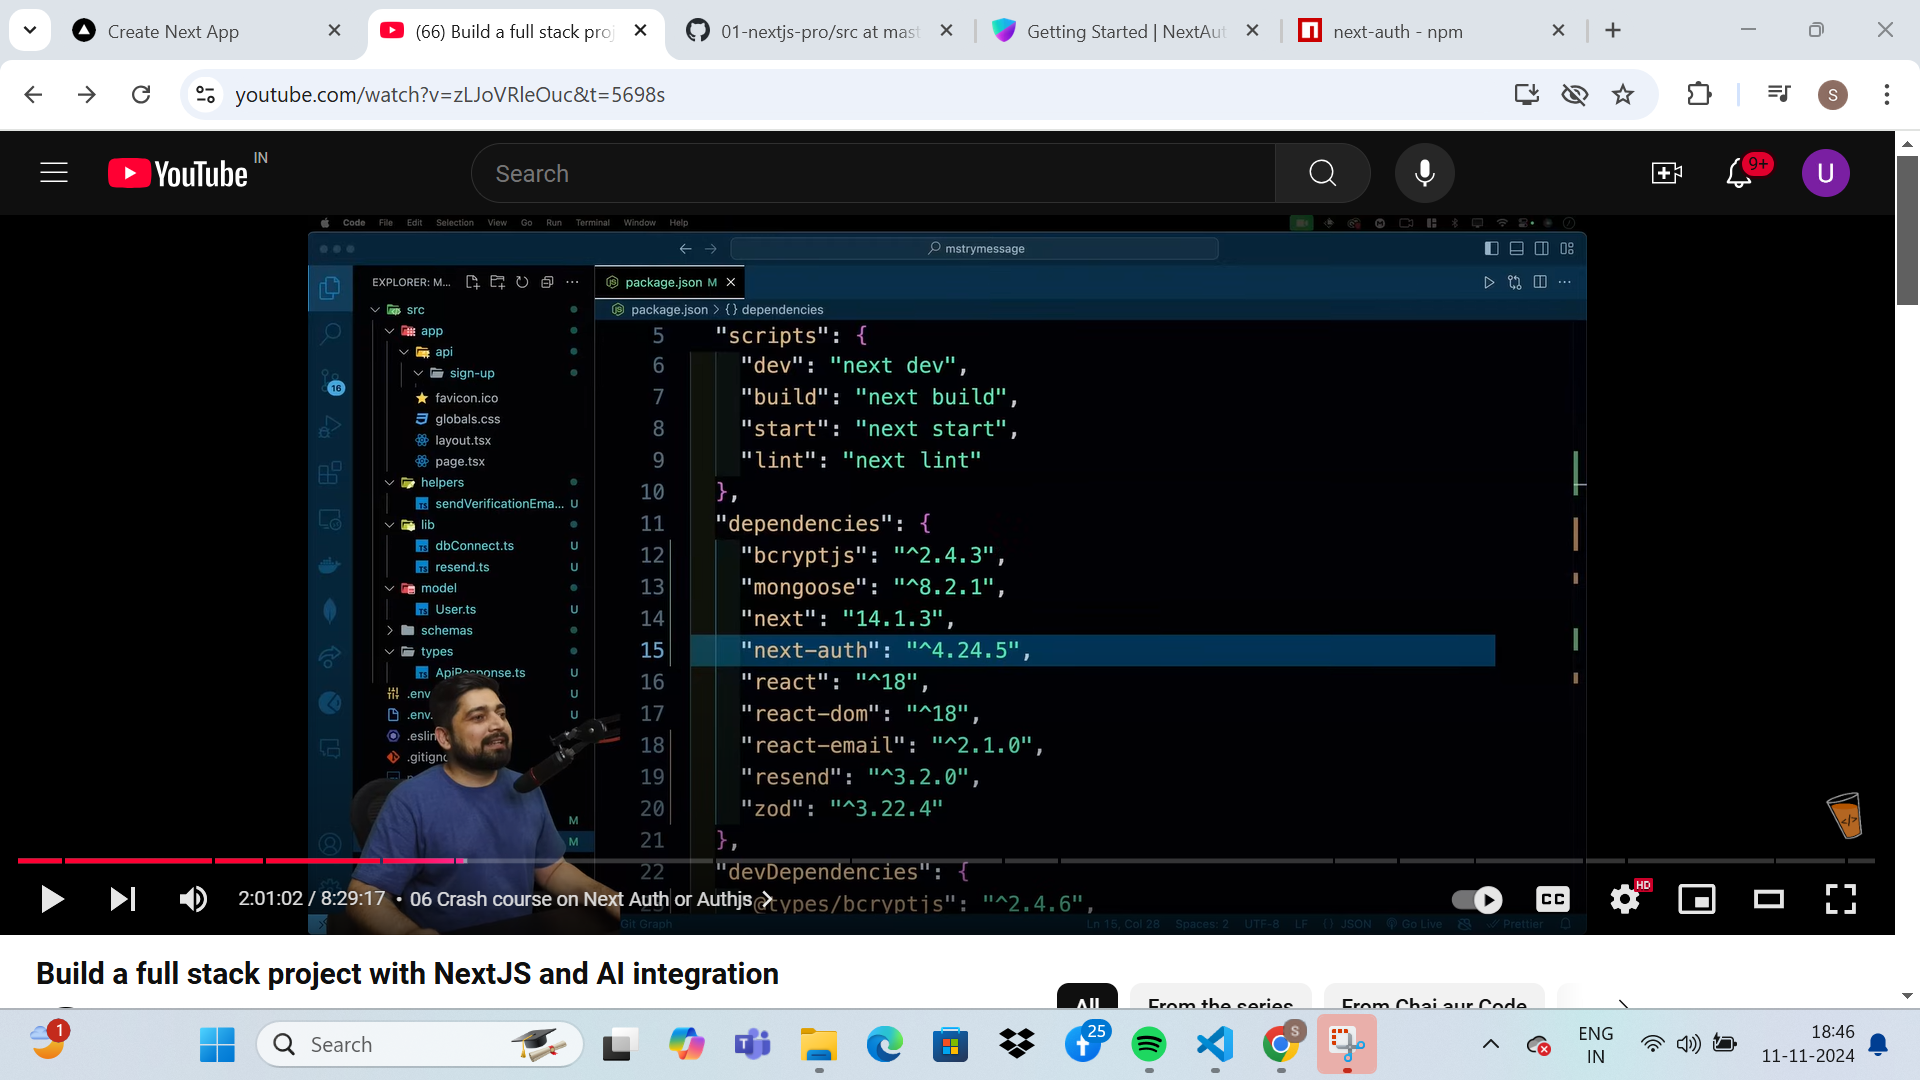 Create Next App
(66) Build a full stack proj
01-nextjs-pro/src at mast
Getting Started | NextAut
next-auth - npm
youtube.com/watch?v=zLJoVRleOuc&t=5698s
S
YouTube
IN
Search
9+
U
Code File Edit Selection View Go Run Terminal Window Help
mstrymessage
EXPLORER: M...
package.json M
package.json > {} dependencies
src
app
api
sign-up
favicon.ico
globals.css
layout.tsx
page.tsx
helpers
sendVerificationEma... U
lib
dbConnect.ts U
resend.ts U
model
User.ts U
schemas
types
ApiResponse.ts U
.env U
.env. U
.eslin
.gitigno
M
M
16
5 "scripts": {
6 "dev": "next dev",
7 "build": "next build",
8 "start": "next start",
9 "lint": "next lint"
10 },
11 "dependencies": {
12 "bcryptjs": "^2.4.3",
13 "mongoose": "^8.2.1",
14 "next": "14.1.3",
15 "next-auth": "^4.24.5",
16 "react": "^18",
17 "react-dom": "^18",
18 "react-email": "^2.1.0",
19 "resend": "^3.2.0",
20 "zod": "^3.22.4"
21 },
22 "devDependencies": {
"@types/bcryptjs": "^2.4.6",
Git Graph
Ln 15, Col 28 Spaces: 2 UTF-8 LF {} JSON Go Live Prettier
2:01:02 / 8:29:17 • 06 Crash course on Next Auth or Authjs >
CC
HD
Build a full stack project with NextJS and AI integration
All
From the series
From Chai aur Code
1
Search
25
S
ENG
IN
18:46
11-11-2024